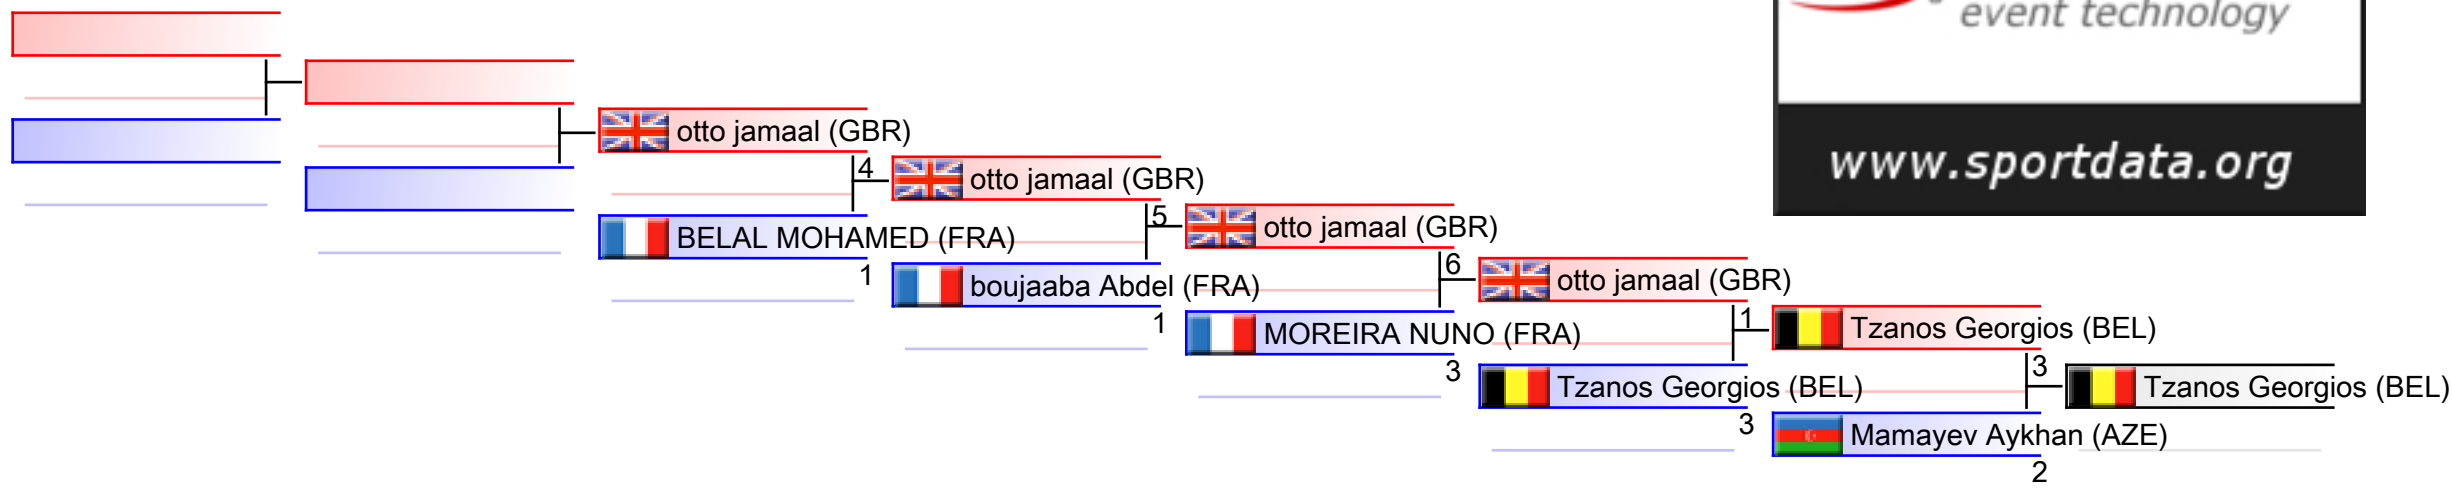 event technology
www.sportdata.org
otto jamaal (GBR)
4
BELAL MOHAMED (FRA)
1
otto jamaal (GBR)
5
boujaaba Abdel (FRA)
1
otto jamaal (GBR)
6
MOREIRA NUNO (FRA)
3
otto jamaal (GBR)
1
Tzanos Georgios (BEL)
3
Tzanos Georgios (BEL)
3
Mamayev Aykhan (AZE)
2
Tzanos Georgios (BEL)